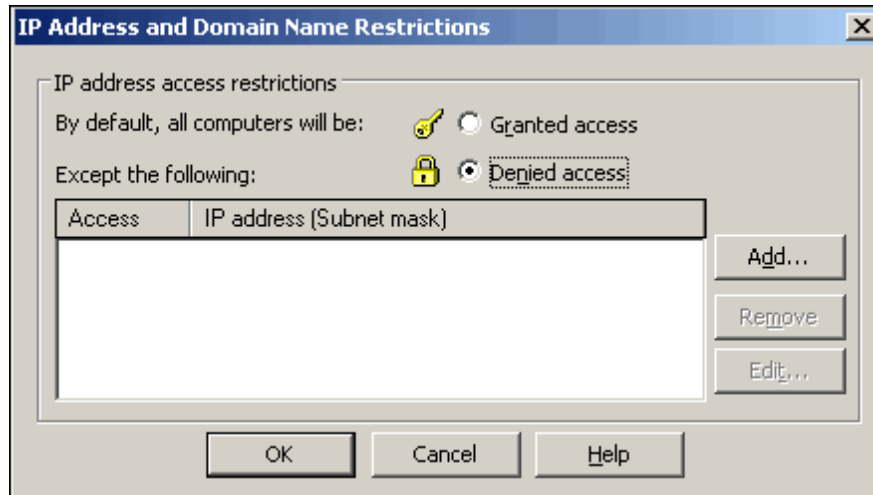 IP Address and Domain Name Restrictions
IP address access restrictions
By default, all computers will be:
Granted access
Except the following:
Denied access
Access IP address (Subnet mask)
Add...
Remove
Edit...
OK Cancel Help